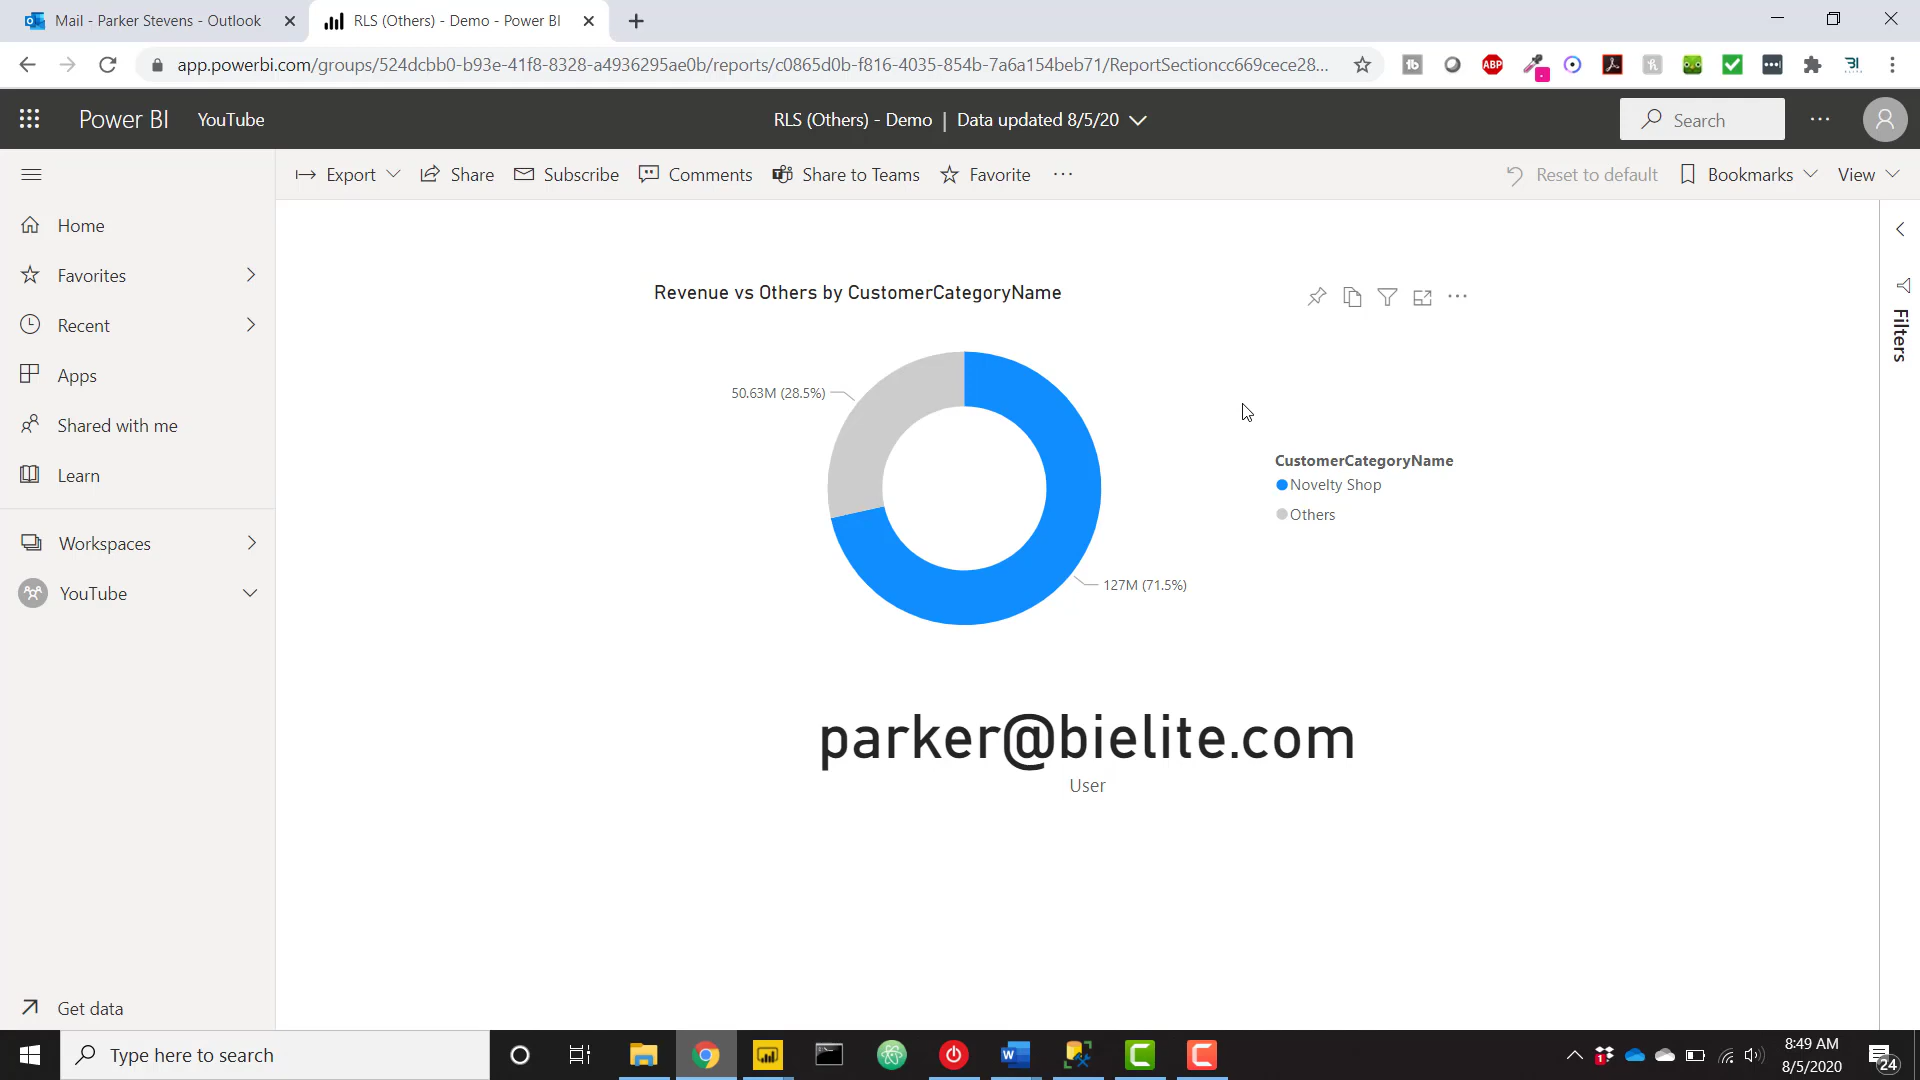 Mail - Parker Stevens - Outlook
RLS (Others) - Demo - Power BI
app.powerbi.com/groups/524dcbb0-b93e-41f8-8328-a4936295ae0b/reports/c0865d0b-f816-4035-854b-7a6a154beb71/ReportSectioncc669cece28...
ABP
Power BI
YouTube
RLS (Others) - Demo | Data updated 8/5/20
Search
Export
Share
Subscribe
Comments
Share to Teams
Favorite
Reset to default
Bookmarks
View
Home
Favorites
Recent
Apps
Shared with me
Learn
Workspaces
YouTube
Get data
Filters
Revenue vs Others by CustomerCategoryName
50.63M (28.5%)
127M (71.5%)
CustomerCategoryName
Novelty Shop
Others
parker@bielite.com
User
Type here to search
8:49 AM
8/5/2020
24